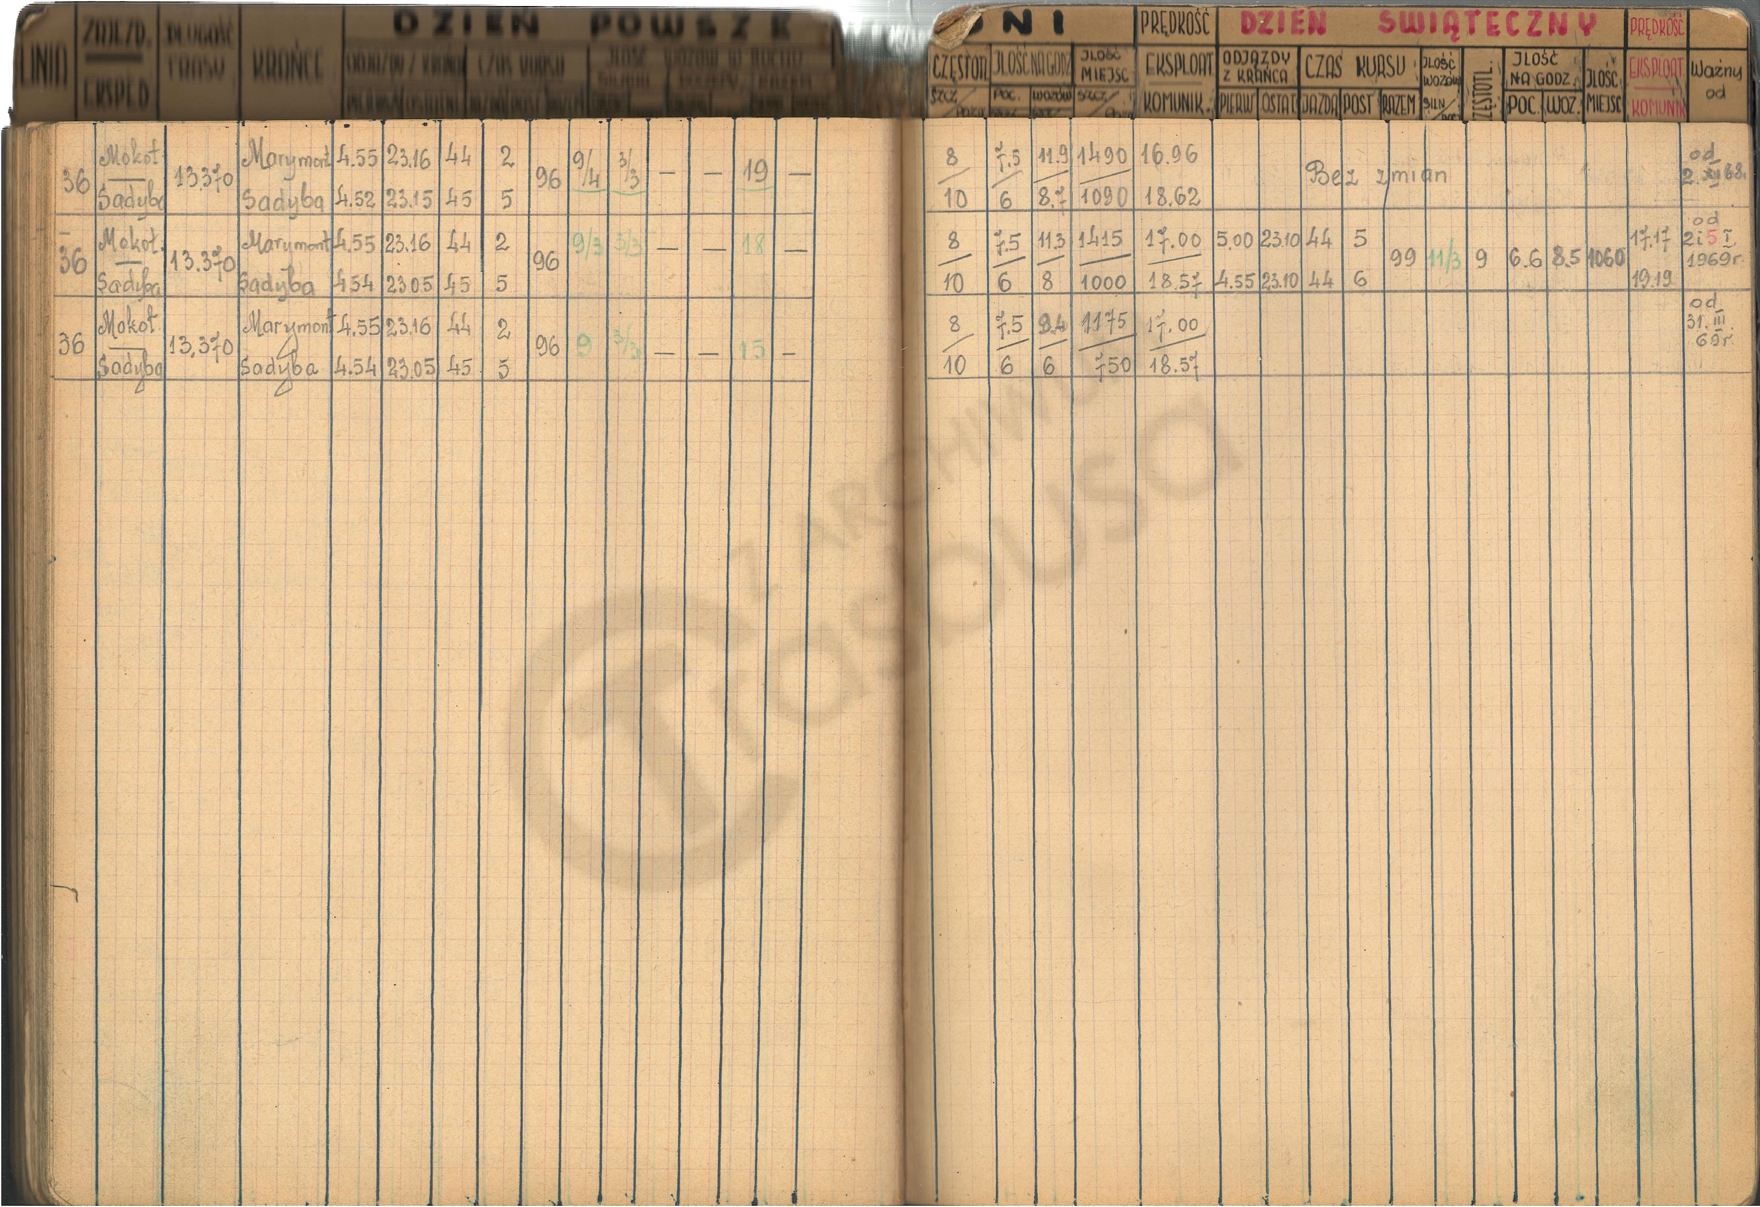 DZIEŃ POWSZE DNI PRĘDKOŚĆ DZIEŃ ŚWIĄTECZNY PRĘDKOŚĆ
LINIA ZAJEZD. EKSPED DŁUGOŚĆ TRASY KRAŃCE
CZĘSTOTL ILOŚĆ NA GODZ ILOŚĆ MIEJSC EKSPLOAT KOMUNIK. ODJAZDY Z KRAŃCA CZAS KURSU ILOŚĆ WOZÓW ILOŚĆ NA GODZ. ILOŚĆ MIEJSC EKSPLOAT KOMUNIK Ważny od
POC. WOZÓW PIERW OSTAT JAZDA POST RAZEM POC. WOZ.
36 Mokot. 13.370 Marymont 4.55 23.16 44 2 96 9/4 3/3 — — 19 — 8 7.5 11.9 1490 16.96 Bez zmian od 2.XII 68.
Sadyba Sadyba 4.52 23.15 45 5 10 6 8.7 1090 18.62
36 Mokot. 13.370 Marymont 4.55 23.16 44 2 96 9/3 3/3 — — 18 — 8 7.5 11.3 1415 17.00 5.00 23.10 44 5 99 11/3 9 6.6 8.5 1060 17.17 od 2 i 5 I 1969r.
Sadyba Sadyba 4.54 23.05 45 5 10 6 8 1000 18.57 4.55 23.10 44 6 19.19
36 Mokot. 13.370 Marymont 4.55 23.16 44 2 96 9 3/3 — — 15 — 8 7.5 9.4 1175 17.00 od 31.III 69r.
Sadyba Sadyba 4.54 23.05 45 5 10 6 6 750 18.57
Z ARCHIWUM
Trasbusa